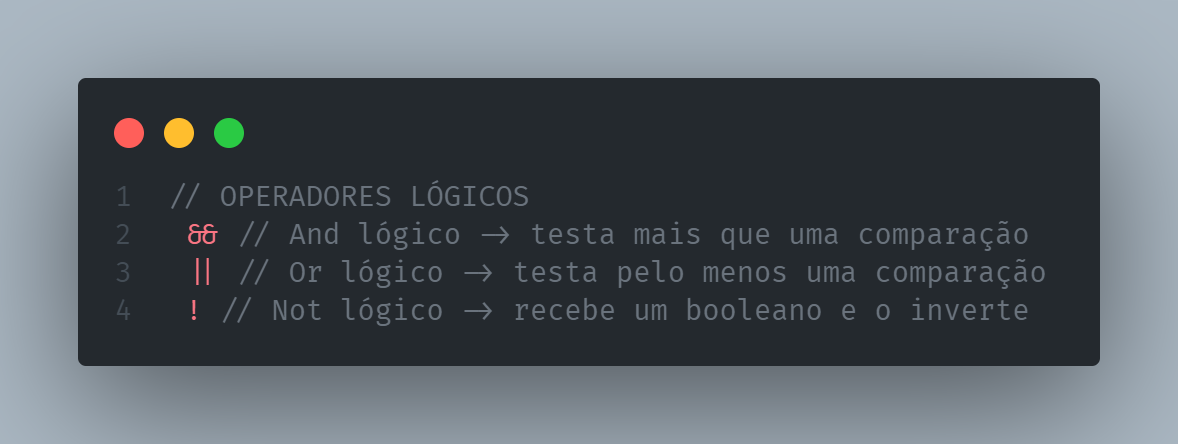 1 // OPERADORES LÓGICOS
2 && // And lógico -> testa mais que uma comparação
3 || // Or lógico -> testa pelo menos uma comparação
4 ! // Not lógico -> recebe um booleano e o inverte